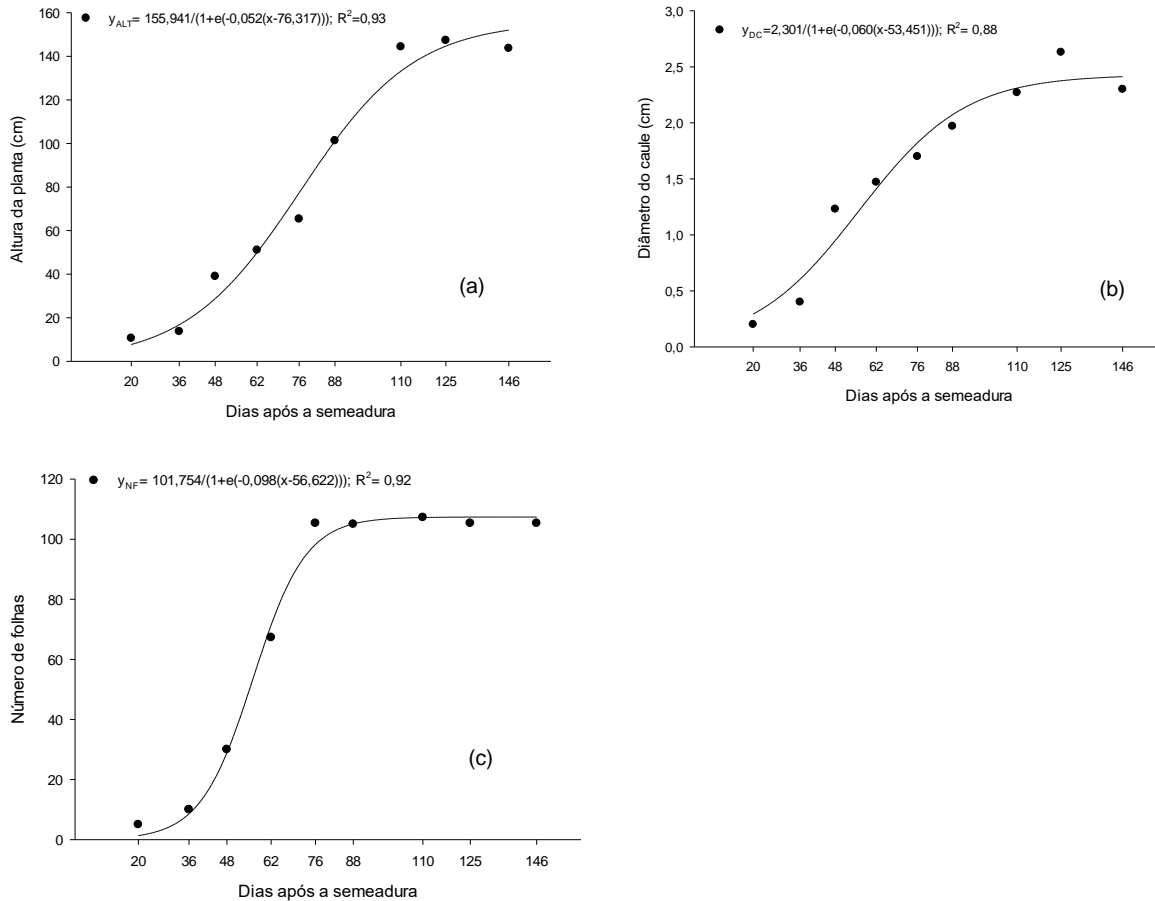 y_ALT= 155,941/(1+e(-0,052(x-76,317))); R²=0,93
160
140
120
100
80
60
40
20
0
Altura da planta (cm)
(a)
20 36 48 62 76 88 110 125 146
Dias após a semeadura
y_DC=2,301/(1+e(-0,060(x-53,451))); R²= 0,88
3,0
2,5
2,0
1,5
1,0
0,5
0,0
Diâmetro do caule (cm)
(b)
20 36 48 62 76 88 110 125 146
Dias após a semeadura
y_NF= 101,754/(1+e(-0,098(x-56,622))); R²= 0,92
120
100
80
60
40
20
0
Número de folhas
(c)
20 36 48 62 76 88 110 125 146
Dias após a semeadura